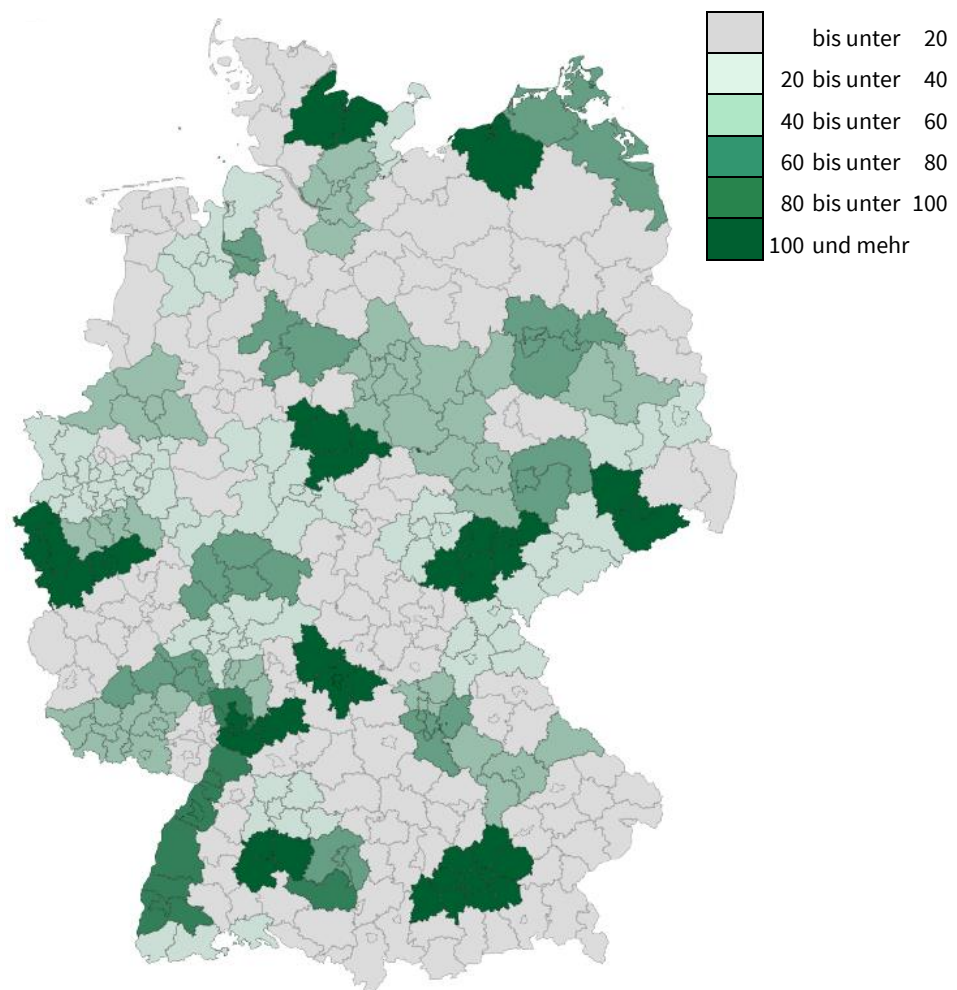 bis unter 20
20 bis unter 40
40 bis unter 60
60 bis unter 80
80 bis unter 100
100 und mehr